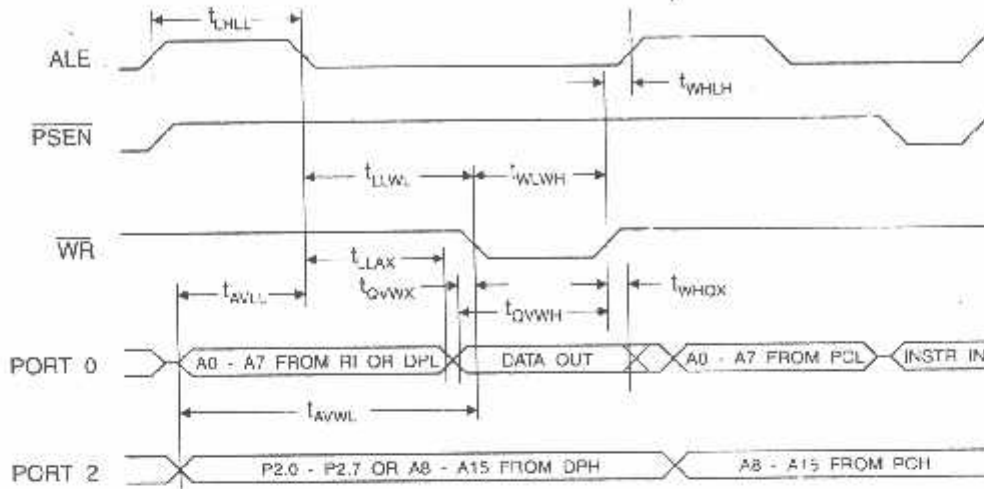 tLHLL
ALE
tWHLH
PSEN
tLLWL
tWLWH
WR
tLLAX
tQVWX
tWHQX
tAVLL
tQVWH
PORT 0
A0 - A7 FROM RI OR DPL
DATA OUT
A0 - A7 FROM PCL
INSTR IN
tAVWL
PORT 2
P2.0 - P2.7 OR A8 - A15 FROM DPH
A8 - A15 FROM PCH